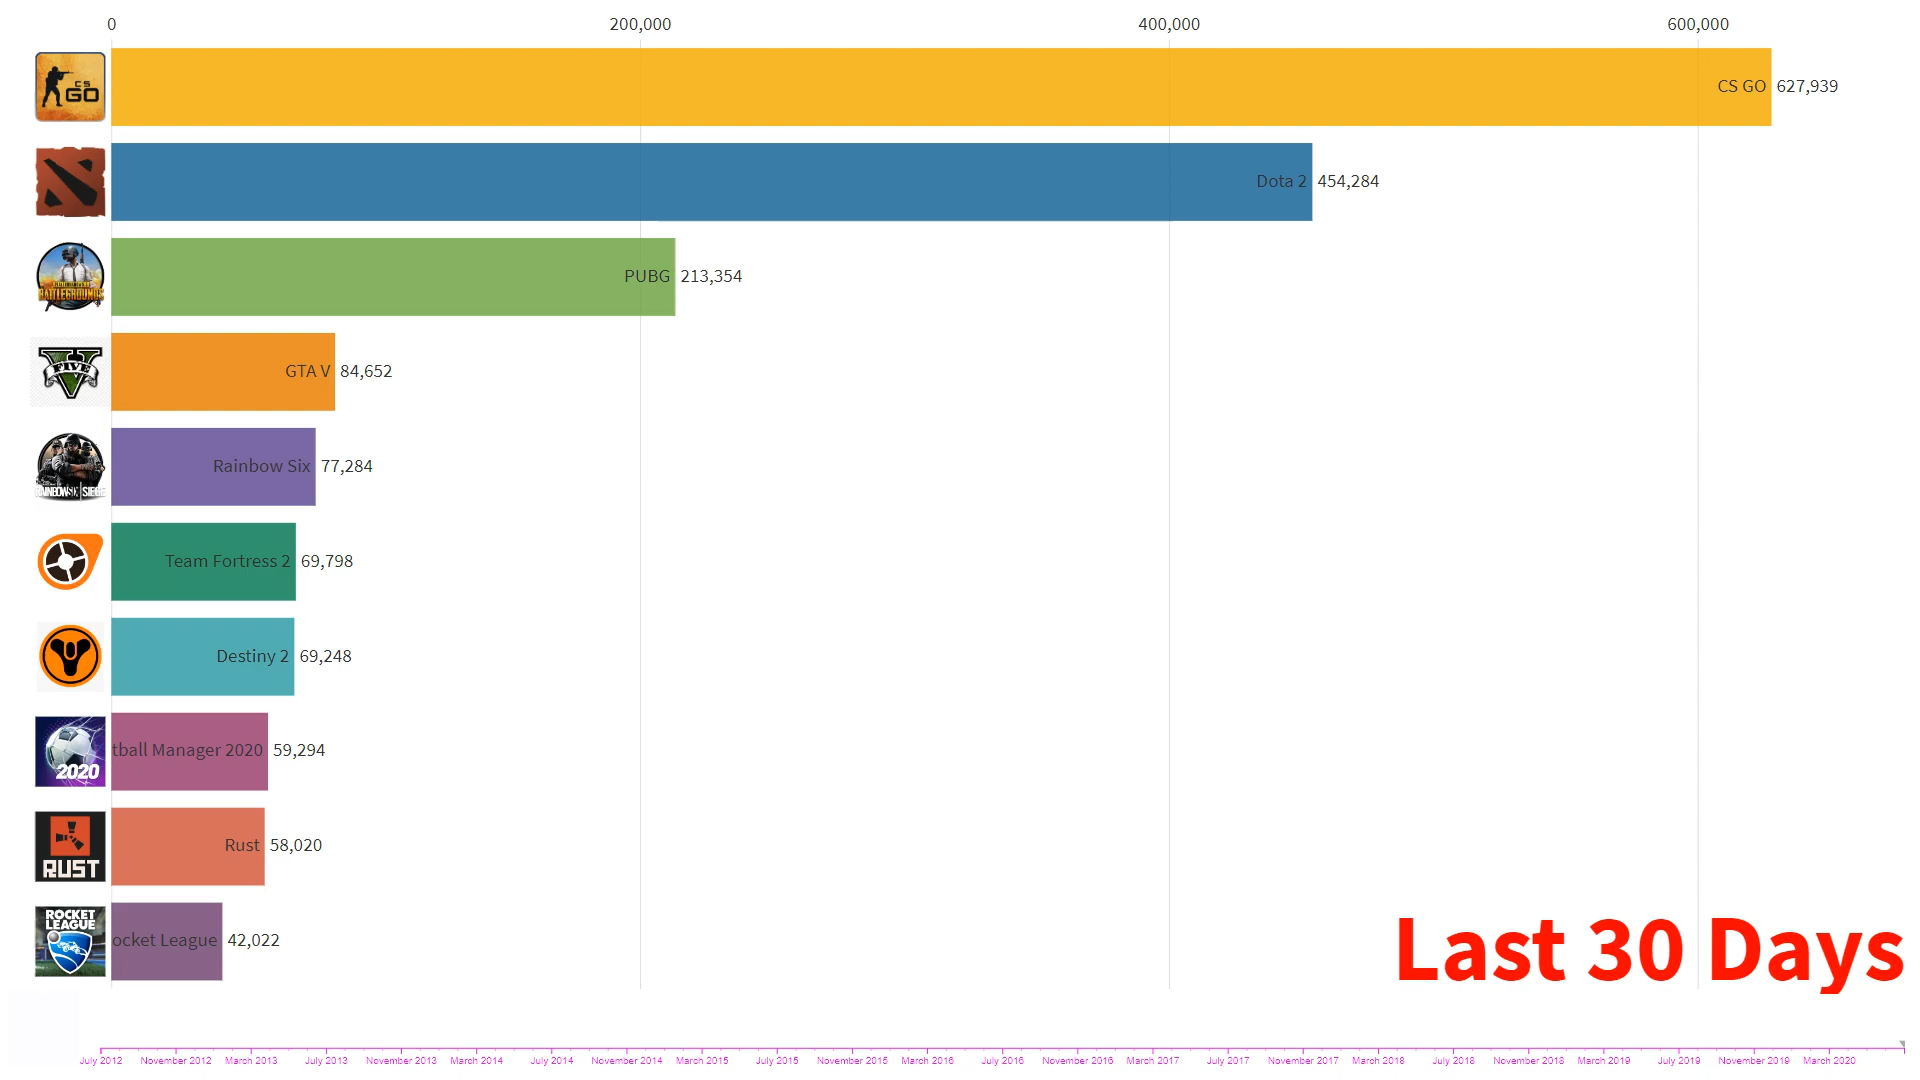 0 200,000 400,000 600,000
CS GO
CS GO 627,939
Dota 2 454,284
BATTLEGROUNDS
PUBG 213,354
FIVE
GTA V 84,652
RAINBOWSIX SIEGE
Rainbow Six 77,284
Team Fortress 2 69,798
Destiny 2 69,248
2020
tball Manager 2020 59,294
RUST
Rust 58,020
ROCKET
LEAGUE
ocket League 42,022
Last 30 Days
July 2012 November 2012 March 2013 July 2013 November 2013 March 2014 July 2014 November 2014 March 2015 July 2015 November 2015 March 2016 July 2016 November 2016 March 2017 July 2017 November 2017 March 2018 July 2018 November 2018 March 2019 July 2019 November 2019 March 2020